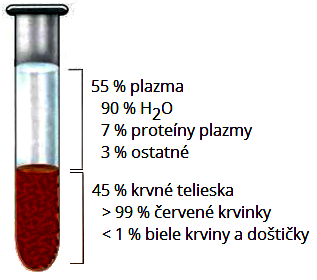 55 % plazma
90 % H2O
7 % proteíny plazmy
3 % ostatné
45 % krvné telieska
> 99 % červené krvinky
< 1 % biele krviny a doštičky